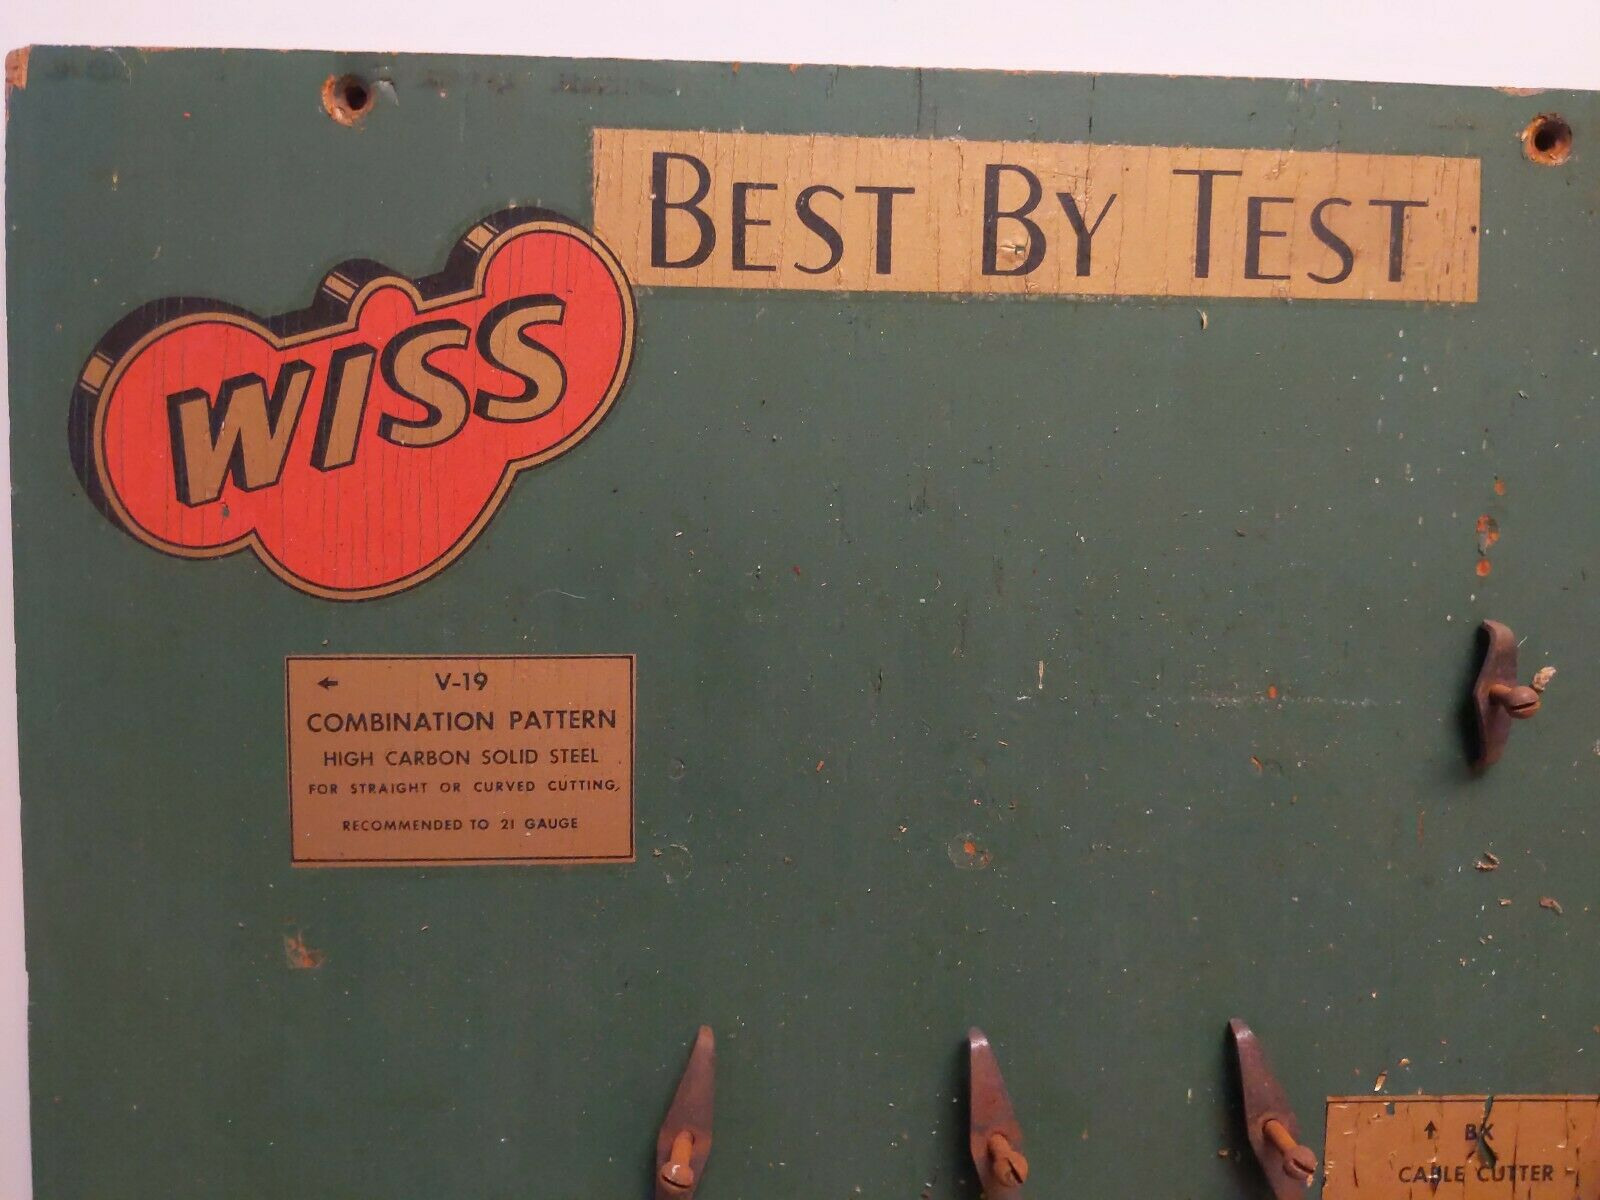 BEST BY TEST
WISS
← V-19
COMBINATION PATTERN
HIGH CARBON SOLID STEEL
FOR STRAIGHT OR CURVED CUTTING,
RECOMMENDED TO 21 GAUGE
↑ BX
CABLE CUTTER